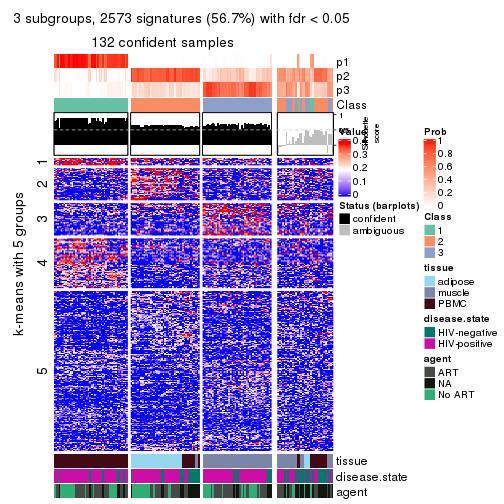 3 subgroups, 2573 signatures (56.7%) with fdr < 0.05
132 confident samples
p1
p2
p3
Class
1
Silhouette
score
k-means with 5 groups
1
2
3
4
5
tissue
disease.state
agent
Value
0.3
0.2
0.1
0
Status (barplots)
confident
ambiguous
Prob
1
0.8
0.6
0.4
0.2
0
Class
1
2
3
tissue
adipose
muscle
PBMC
disease.state
HIV-negative
HIV-positive
agent
ART
NA
No ART